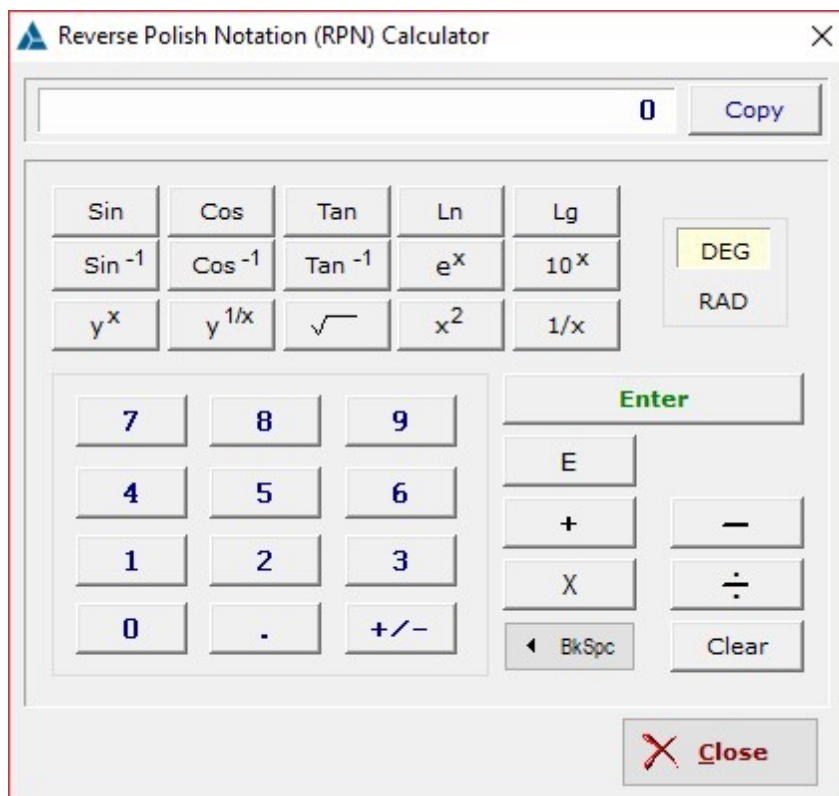 Reverse Polish Notation (RPN) Calculator
0 Copy
Sin Cos Tan Ln Lg
Sin⁻¹ Cos⁻¹ Tan⁻¹ eˣ 10ˣ
DEG
RAD
yˣ y¹/ˣ √ x² 1/x
Enter
7 8 9
E
4 5 6
+ −
1 2 3
X ÷
0 . +/-
BkSpc Clear
Close